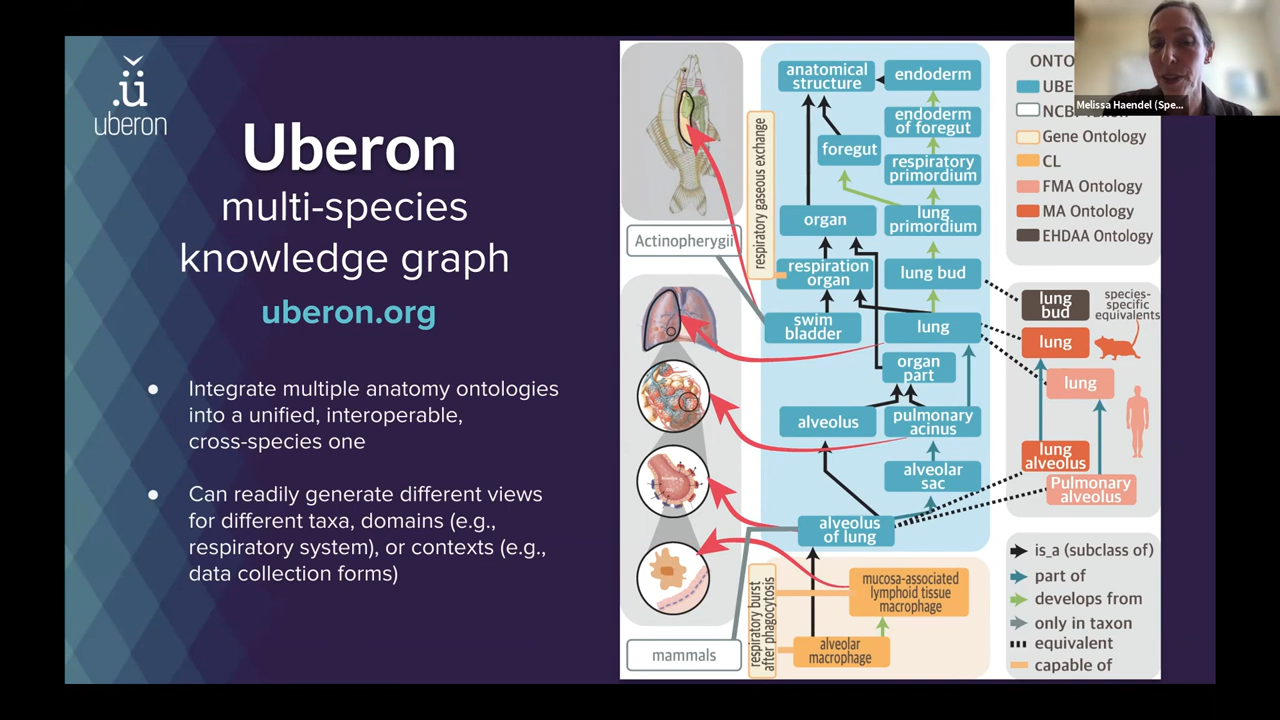 uberon
Uberon
multi-species
knowledge graph
uberon.org
● Integrate multiple anatomy ontologies
into a unified, interoperable,
cross-species one
● Can readily generate different views
for different taxa, domains (e.g.,
respiratory system), or contexts (e.g.,
data collection forms)
Actinopherygii
mammals
respiratory gaseous exchange
anatomical
structure
endoderm
endoderm
of foregut
foregut
respiratory
primordium
organ
lung
primordium
respiration
organ
lung bud
swim
bladder
lung
organ
part
alveolus
pulmonary
acinus
alveolar
sac
alveolus
of lung
respiratory burst
after phagocytosis
mucosa-associated
lymphoid tissue
macrophage
alveolar
macrophage
ONTO
UBE
Melissa Haendel (Spe...
NCBI
Gene Ontology
CL
FMA Ontology
MA Ontology
EHDAA Ontology
lung
bud
species-
specific
equivalents
lung
lung
lung
alveolus
Pulmonary
alveolus
is_a (subclass of)
part of
develops from
only in taxon
equivalent
capable of